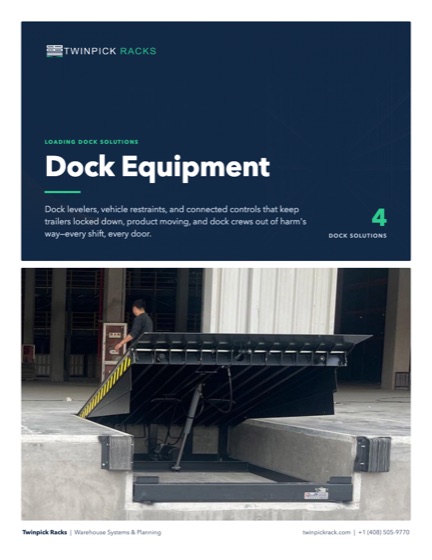 TWINPICK RACKS
LOADING DOCK SOLUTIONS
Dock Equipment
Dock levelers, vehicle restraints, and connected controls that keep
trailers locked down, product moving, and dock crews out of harm's
way—every shift, every door.
4
DOCK SOLUTIONS
Twinpick Racks | Warehouse Systems & Planning
twinpickrack.com | +1 (408) 505-9770